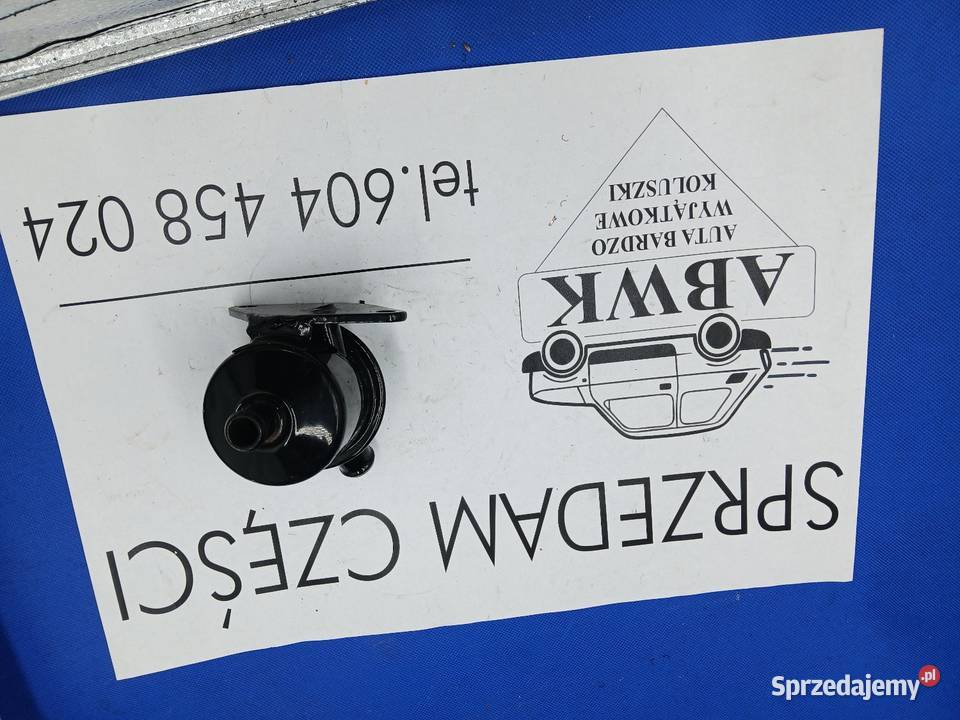 SPRZEDAM CZĘŚCI
ABWK
AUTA BARDZO
WYJĄTKOWE
KOLUSZKI
tel.604 458 024
Sprzedajemy.pl